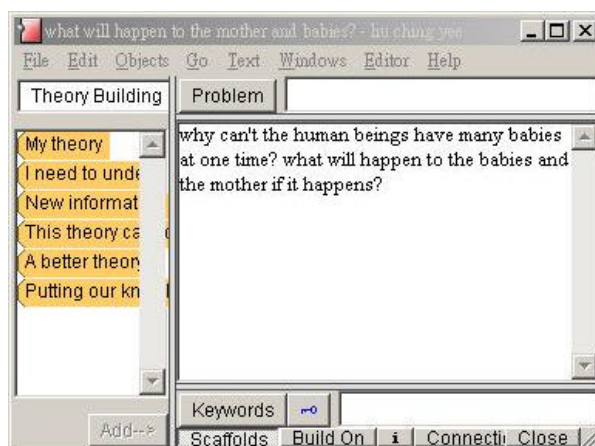 what will happen to the mother and babies? - liu ching yee
File Edit Objects Go Text Windows Editor Help
Theory Building
Problem
My theory
I need to unde
New informat
This theory ca
A better theory
Putting our kn
why can't the human beings have many babies
at one time? what will happen to the babies and
the mother if it happens?
Add-->
Keywords
Scaffolds Build On i Connecti Close